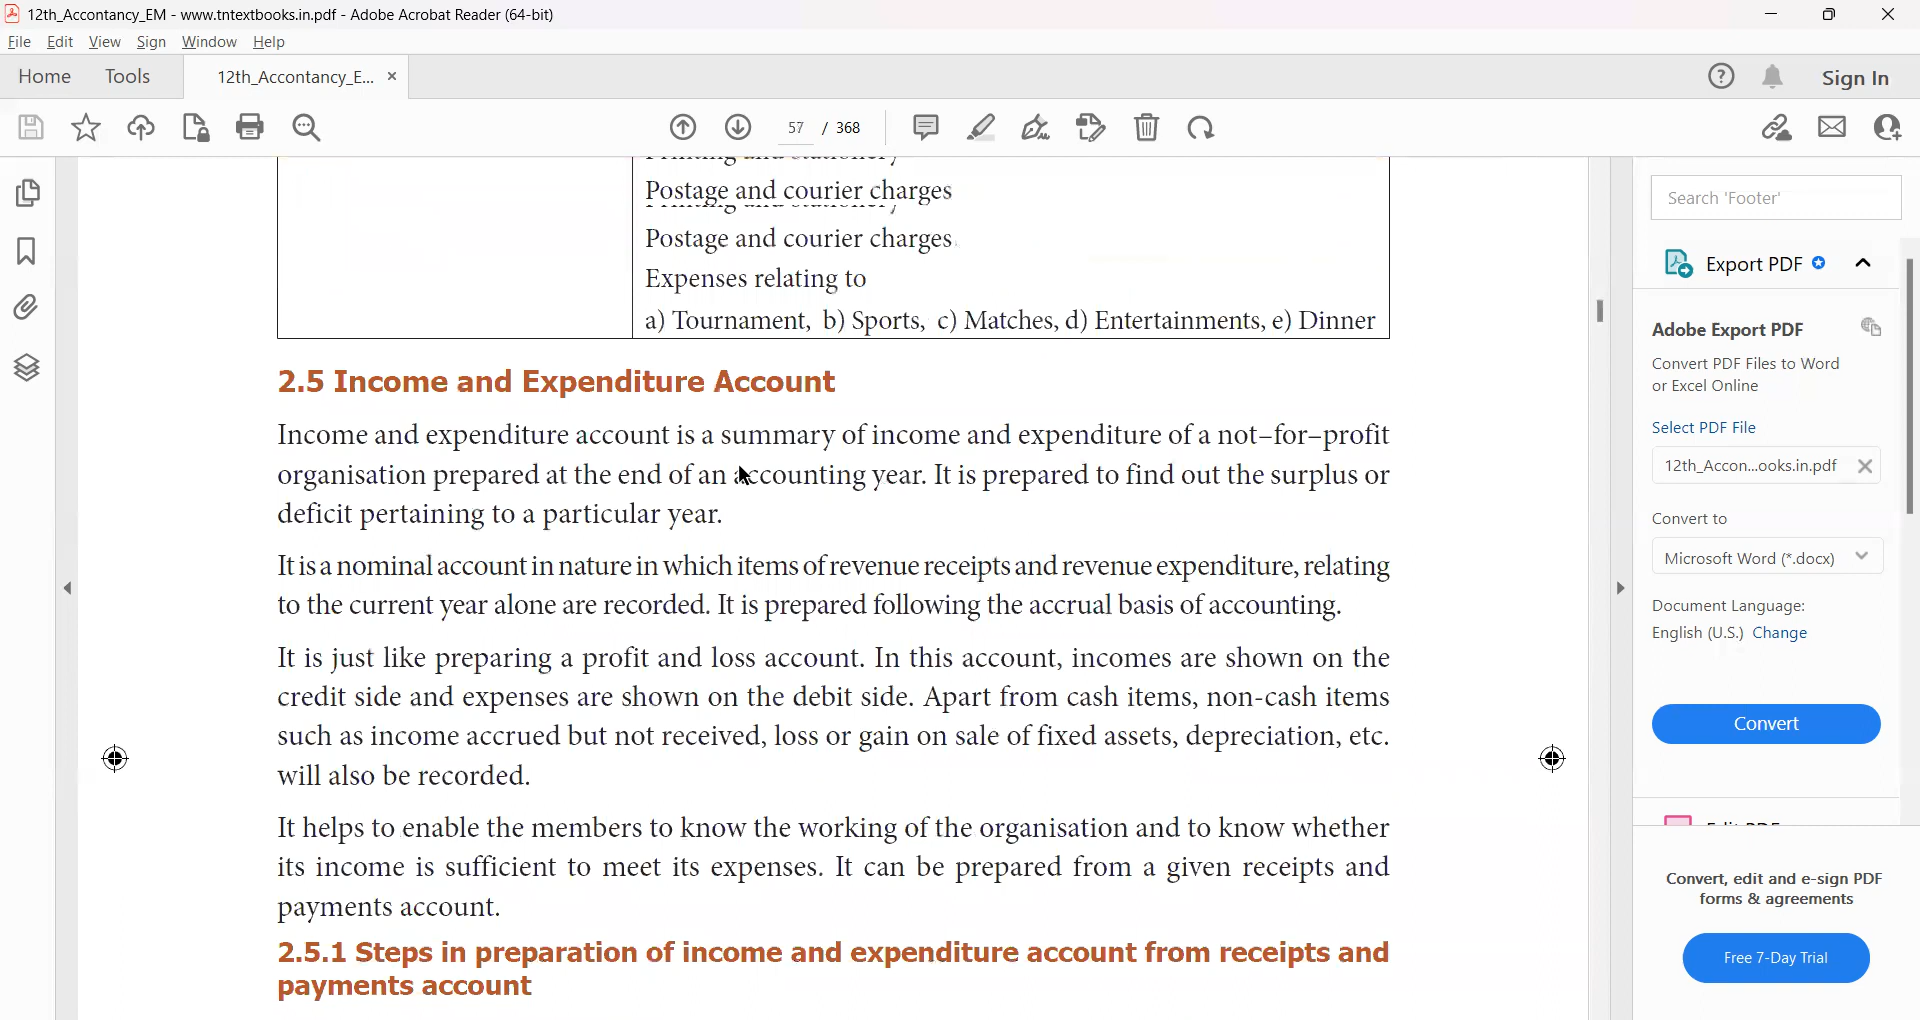 12th_Accontancy_EM - www.tntextbooks.in.pdf - Adobe Acrobat Reader (64-bit)
File Edit View Sign Window Help
Home Tools 12th_Accontancy_E... × Sign In
57 / 368
Printing and stationery
Postage and courier charges
Printing and stationery
Postage and courier charges
Expenses relating to
a) Tournament, b) Sports, c) Matches, d) Entertainments, e) Dinner
2.5 Income and Expenditure Account
Income and expenditure account is a summary of income and expenditure of a not–for–profit
organisation prepared at the end of an accounting year. It is prepared to find out the surplus or
deficit pertaining to a particular year.
It is a nominal account in nature in which items of revenue receipts and revenue expenditure, relating
to the current year alone are recorded. It is prepared following the accrual basis of accounting.
It is just like preparing a profit and loss account. In this account, incomes are shown on the
credit side and expenses are shown on the debit side. Apart from cash items, non-cash items
such as income accrued but not received, loss or gain on sale of fixed assets, depreciation, etc.
will also be recorded.
It helps to enable the members to know the working of the organisation and to know whether
its income is sufficient to meet its expenses. It can be prepared from a given receipts and
payments account.
2.5.1 Steps in preparation of income and expenditure account from receipts and
payments account
Search 'Footer'
Export PDF
Adobe Export PDF
Convert PDF Files to Word
or Excel Online
Select PDF File
12th_Accon...ooks.in.pdf
Convert to
Microsoft Word (*.docx)
Document Language:
English (U.S.) Change
Convert
Edit PDF
Convert, edit and e-sign PDF
forms & agreements
Free 7-Day Trial